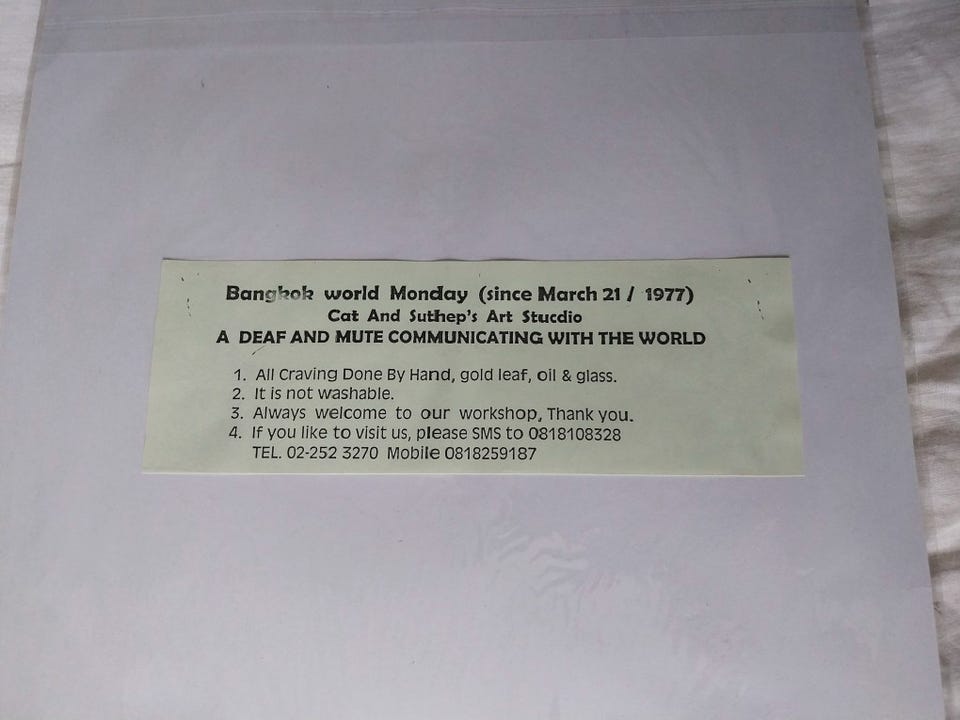 Bangkok world Monday (since March 21 / 1977)
Cat And Suthep's Art Stucdio
A DEAF AND MUTE COMMUNICATING WITH THE WORLD
1. All Craving Done By Hand, gold leaf, oil & glass.
2. It is not washable.
3. Always welcome to our workshop, Thank you.
4. If you like to visit us, please SMS to 0818108328
TEL. 02-252 3270 Mobile 0818259187